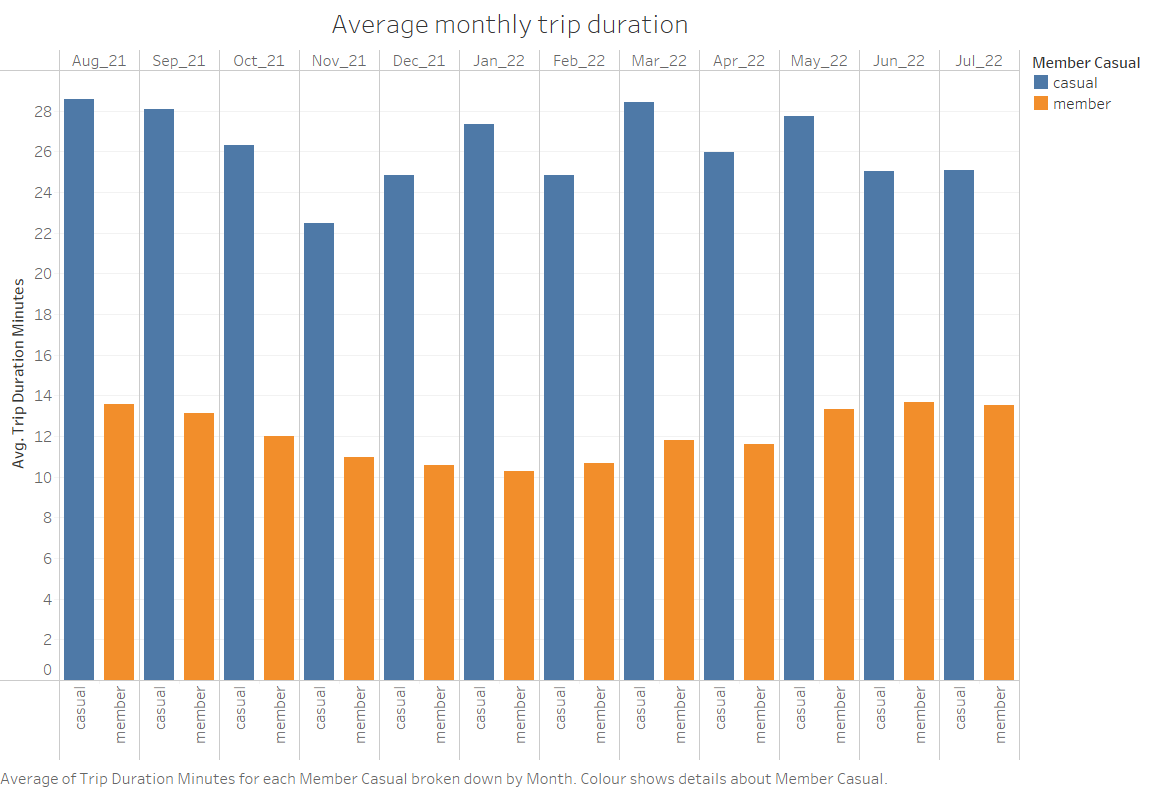 Average monthly trip duration
Aug_21 Sep_21 Oct_21 Nov_21 Dec_21 Jan_22 Feb_22 Mar_22 Apr_22 May_22 Jun_22 Jul_22
Member Casual
casual
member
Avg. Trip Duration Minutes
28
26
24
22
20
18
16
14
12
10
8
6
4
2
0
casual member casual member casual member casual member casual member casual member casual member casual member casual member casual member casual member casual member
Average of Trip Duration Minutes for each Member Casual broken down by Month. Colour shows details about Member Casual.